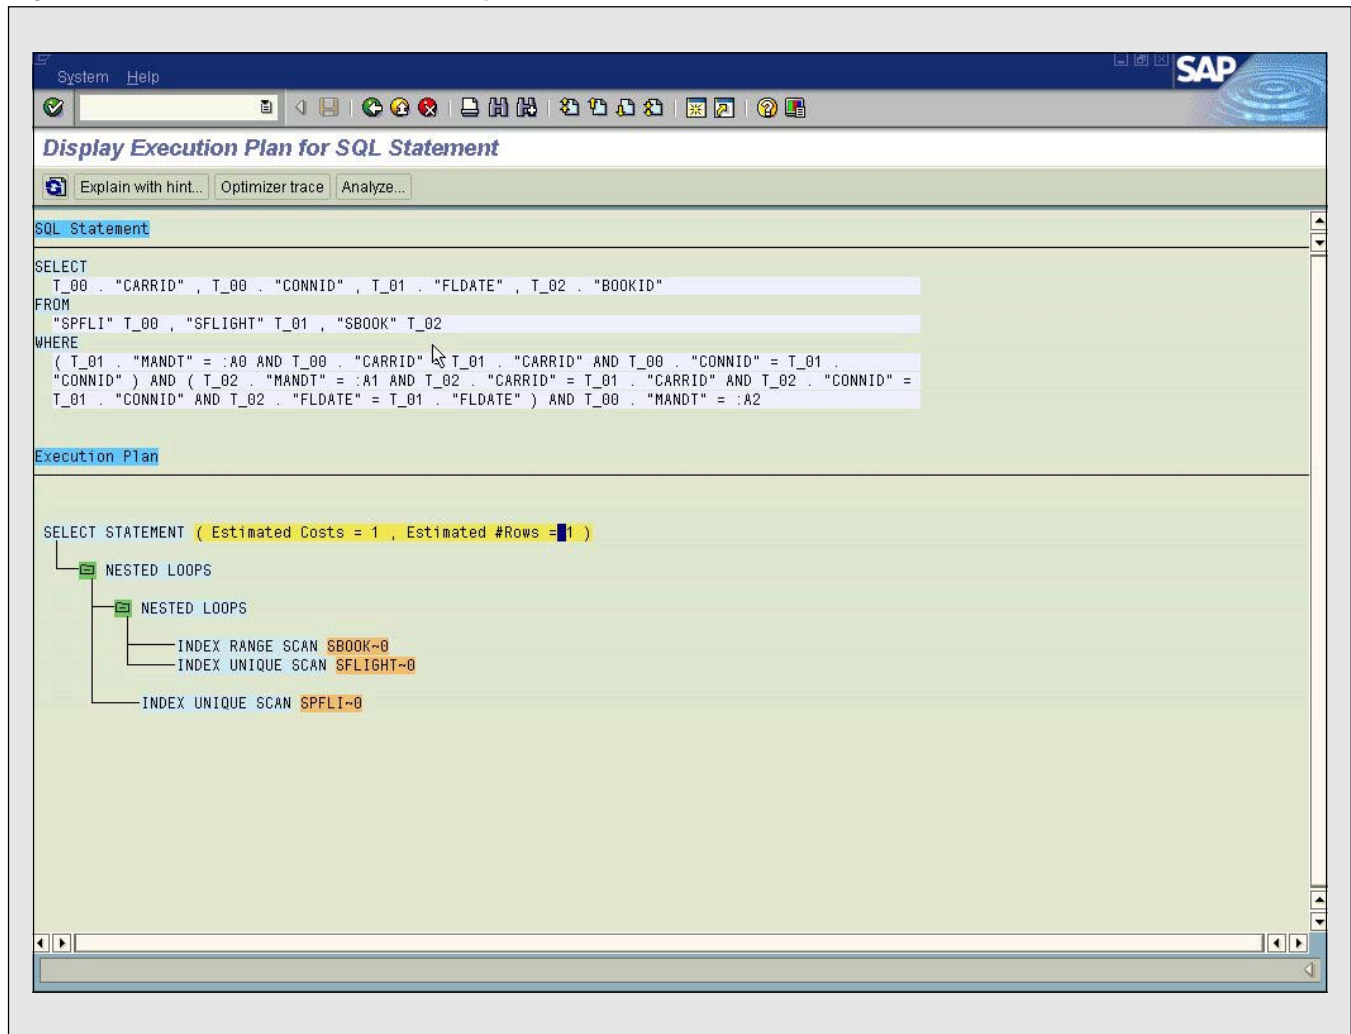 System Help
SAP
Display Execution Plan for SQL Statement
Explain with hint... Optimizer trace Analyze...
SQL Statement
SELECT
T_00 . "CARRID" , T_00 . "CONNID" , T_01 . "FLDATE" , T_02 . "BOOKID"
FROM
"SPFLI" T_00 , "SFLIGHT" T_01 , "SBOOK" T_02
WHERE
( T_01 . "MANDT" = :A0 AND T_00 . "CARRID" T_01 . "CARRID" AND T_00 . "CONNID" = T_01 .
"CONNID" ) AND ( T_02 . "MANDT" = :A1 AND T_02 . "CARRID" = T_01 . "CARRID" AND T_02 . "CONNID" =
T_01 . "CONNID" AND T_02 . "FLDATE" = T_01 . "FLDATE" ) AND T_00 . "MANDT" = :A2
Execution Plan
SELECT STATEMENT ( Estimated Costs = 1 , Estimated #Rows = 1 )
NESTED LOOPS
NESTED LOOPS
INDEX RANGE SCAN SBOOK~0
INDEX UNIQUE SCAN SFLIGHT~0
INDEX UNIQUE SCAN SPFLI~0